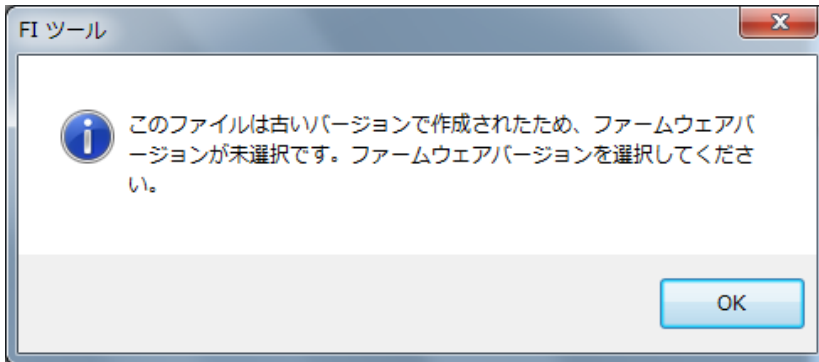 FI ツール
このファイルは古いバージョンで作成されたため、ファームウェアバ
ージョンが未選択です。ファームウェアバージョンを選択してくださ
い。
OK